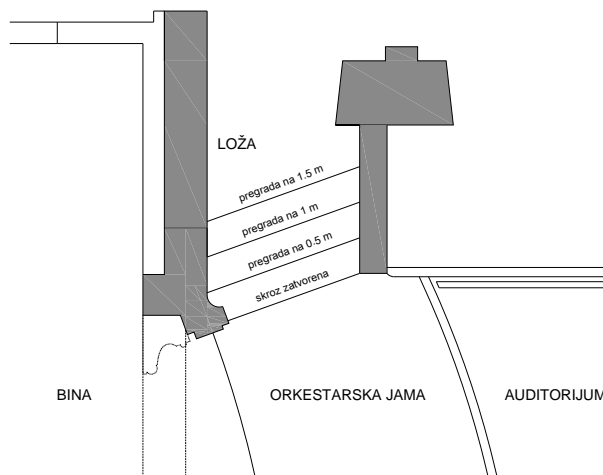 LOŽA
pregrada na 1.5 m
pregrada na 1 m
pregrada na 0.5 m
skroz zatvorena
BINA
ORKESTARSKA JAMA
AUDITORIJUM